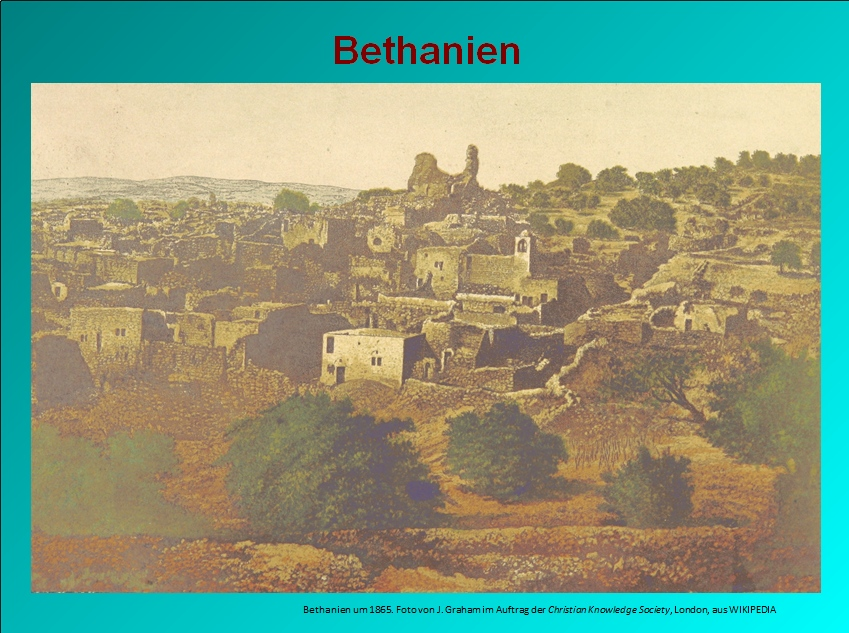 Bethanien
Bethanien um 1865. Foto von J. Graham im Auftrag der Christian Knowledge Society, London, aus WIKIPEDIA